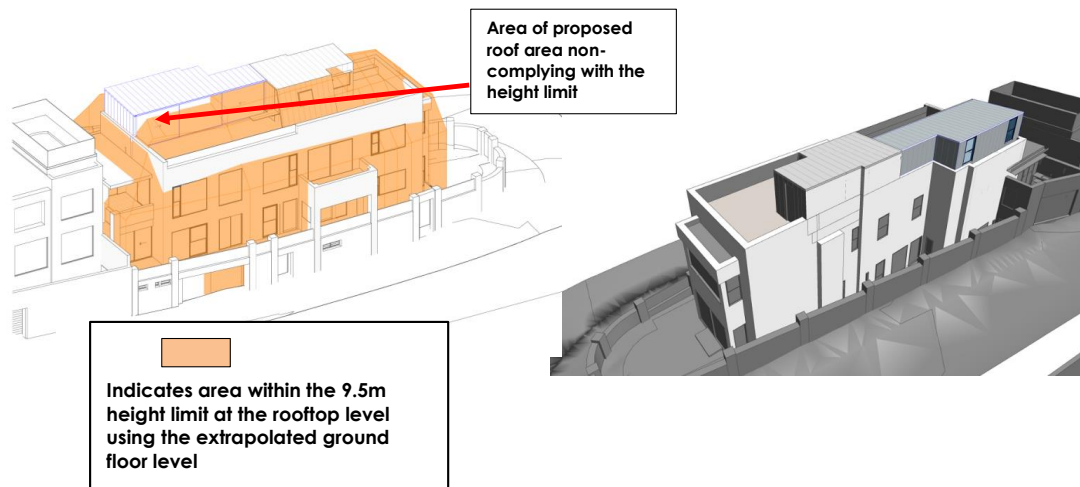 Area of proposed
roof area non-
complying with the
height limit
Indicates area within the 9.5m
height limit at the rooftop level
using the extrapolated ground
floor level